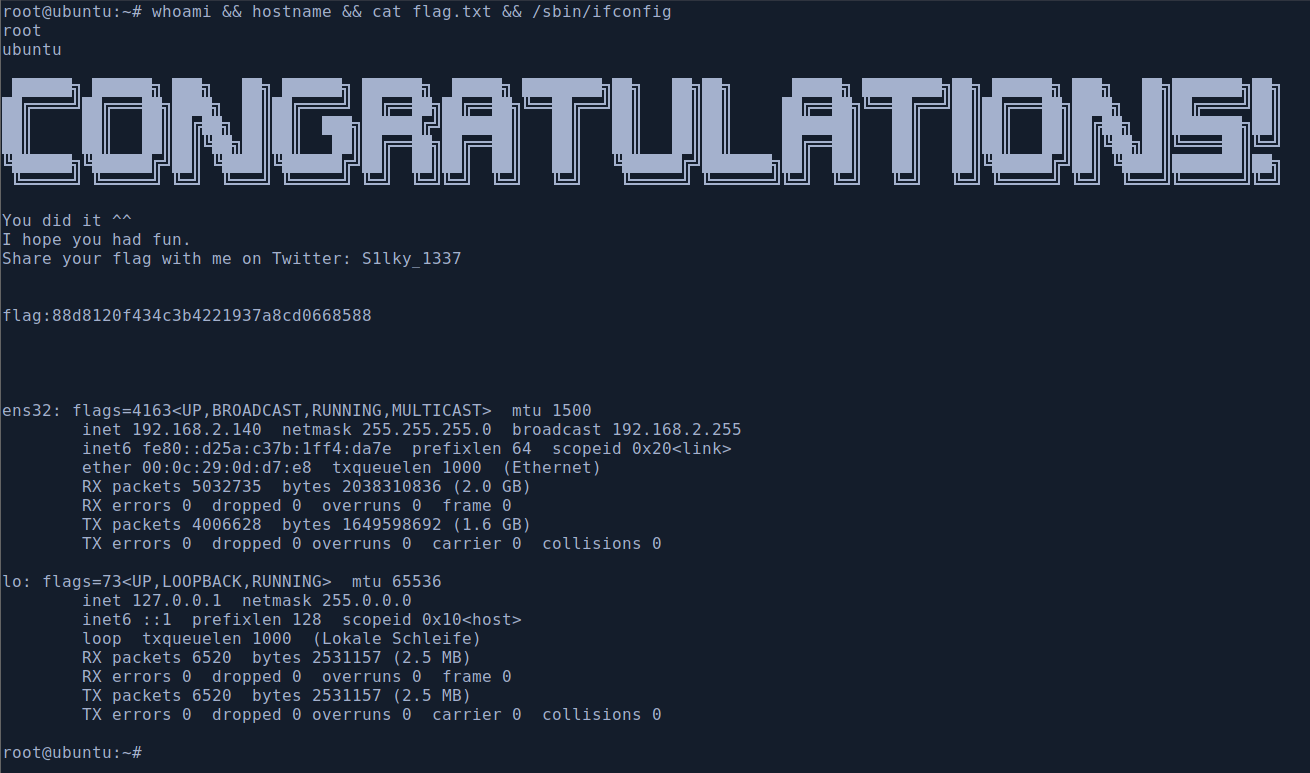 root@ubuntu:~# whoami && hostname && cat flag.txt && /sbin/ifconfig
root
ubuntu
CONGRATULATIONS!
You did it ^^
I hope you had fun.
Share your flag with me on Twitter: S1lky_1337
flag:88d8120f434c3b4221937a8cd0668588
ens32: flags=4163<UP,BROADCAST,RUNNING,MULTICAST>  mtu 1500
        inet 192.168.2.140  netmask 255.255.255.0  broadcast 192.168.2.255
        inet6 fe80::d25a:c37b:1ff4:da7e  prefixlen 64  scopeid 0x20<link>
        ether 00:0c:29:0d:d7:e8  txqueuelen 1000  (Ethernet)
        RX packets 5032735  bytes 2038310836 (2.0 GB)
        RX errors 0  dropped 0  overruns 0  frame 0
        TX packets 4006628  bytes 1649598692 (1.6 GB)
        TX errors 0  dropped 0 overruns 0  carrier 0  collisions 0
lo: flags=73<UP,LOOPBACK,RUNNING>  mtu 65536
        inet 127.0.0.1  netmask 255.0.0.0
        inet6 ::1  prefixlen 128  scopeid 0x10<host>
        loop  txqueuelen 1000  (Lokale Schleife)
        RX packets 6520  bytes 2531157 (2.5 MB)
        RX errors 0  dropped 0  overruns 0  frame 0
        TX packets 6520  bytes 2531157 (2.5 MB)
        TX errors 0  dropped 0 overruns 0  carrier 0  collisions 0
root@ubuntu:~#